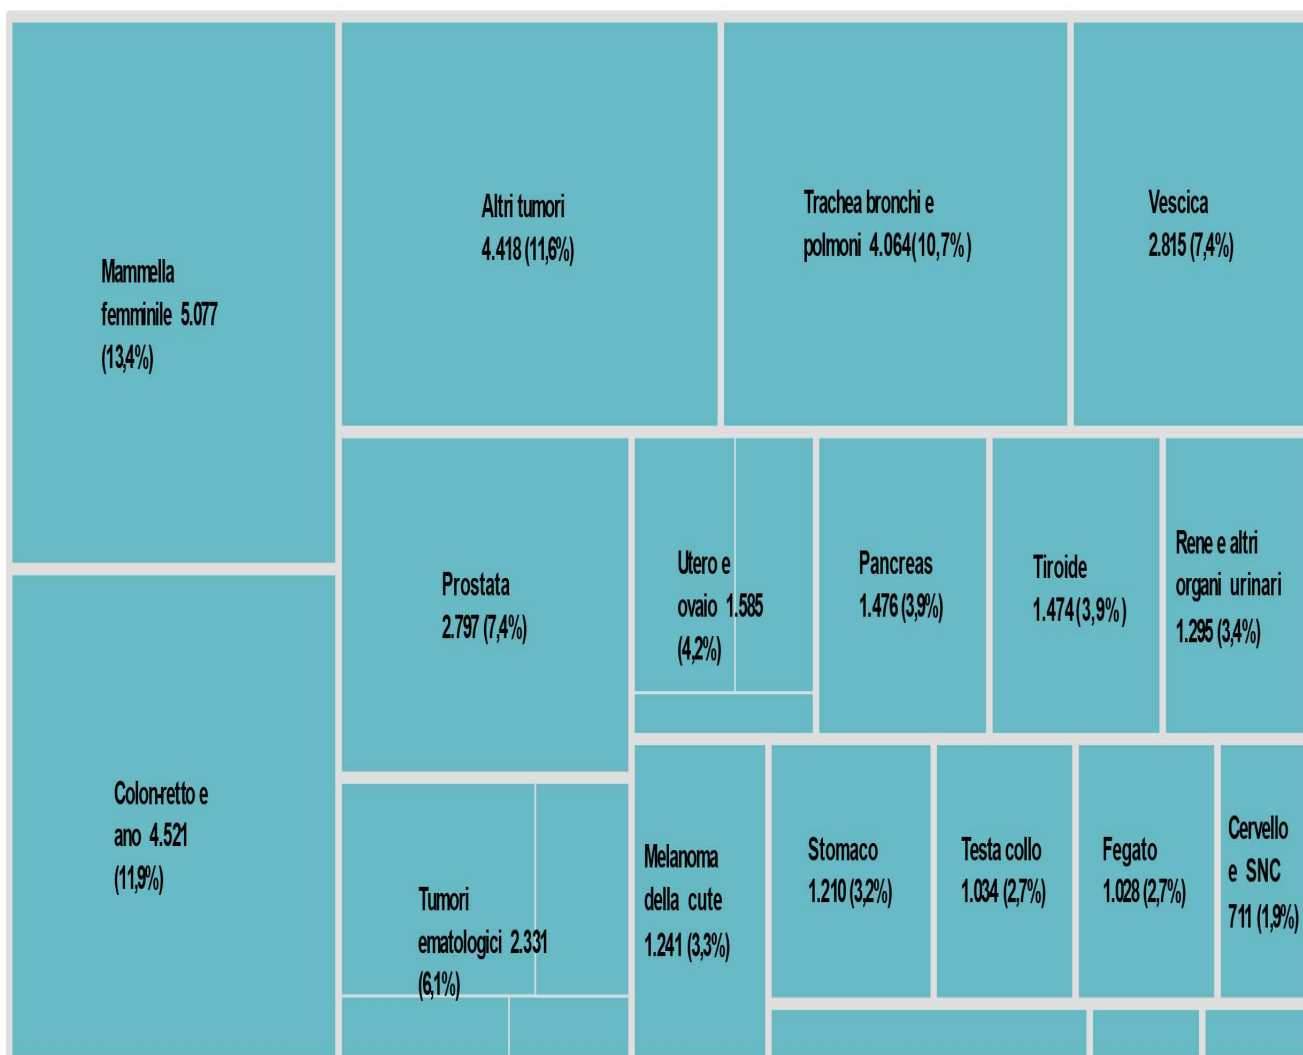 Mammella
femminile 5.077
(13,4%)
Altri tumori
4.418 (11,6%)
Trachea bronchi e
polmoni 4.064(10,7%)
Vescica
2.815 (7,4%)
Colon-retto e
ano 4.521
(11,9%)
Prostata
2.797 (7,4%)
Utero e
ovaio 1.585
(4,2%)
Pancreas
1.476 (3,9%)
Tiroide
1.474 (3,9%)
Rene e altri
organi urinari
1.295 (3,4%)
Tumori
ematologici 2.331
(6,1%)
Melanoma
della cute
1.241 (3,3%)
Stomaco
1.210 (3,2%)
Testa collo
1.034 (2,7%)
Fegato
1.028 (2,7%)
Cervello
e SNC
711 (1,9%)